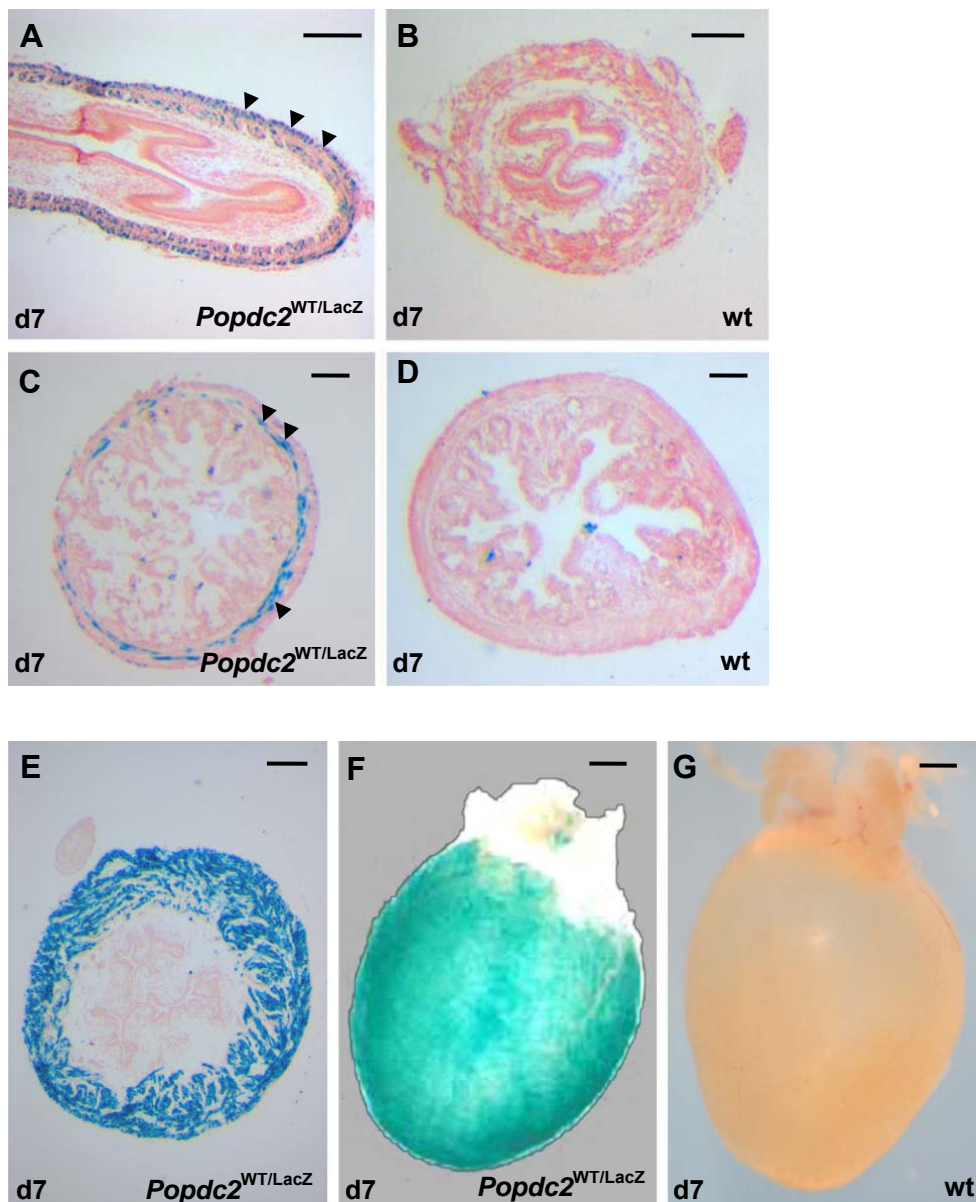 A
d7 Popdc2WT/LacZ
B
d7 wt
C
d7 Popdc2WT/LacZ
D
d7 wt
E
d7 Popdc2WT/LacZ
F
d7 Popdc2WT/LacZ
G
d7 wt